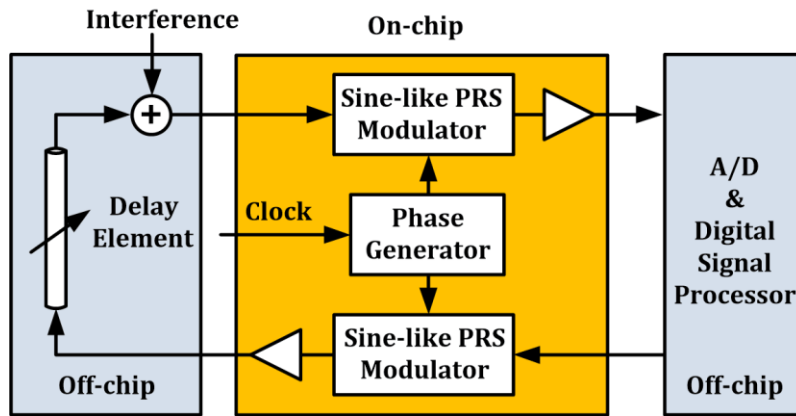 Interference
On-chip
Sine-like PRS
Modulator
+
Delay
Element
Clock
Phase
Generator
A/D
&
Digital
Signal
Processor
Sine-like PRS
Modulator
Off-chip
Off-chip